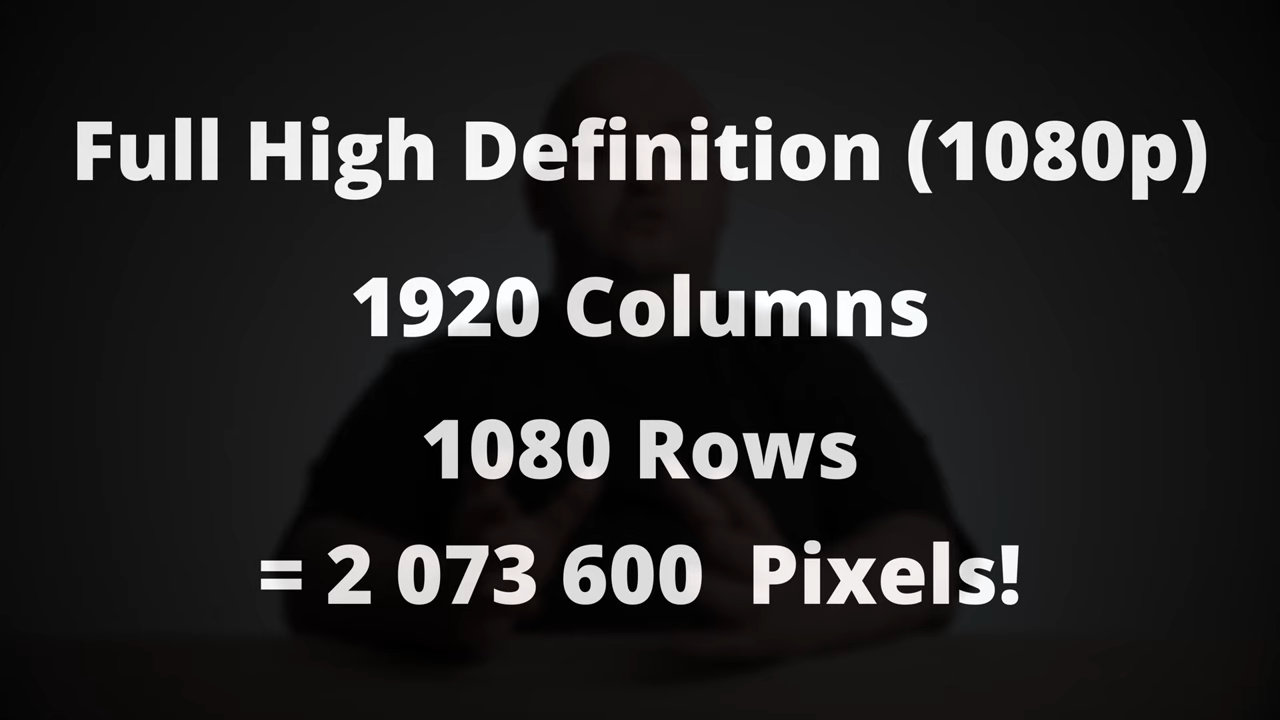 Full High Definition (1080p)
1920 Columns
1080 Rows
= 2 073 600 Pixels!